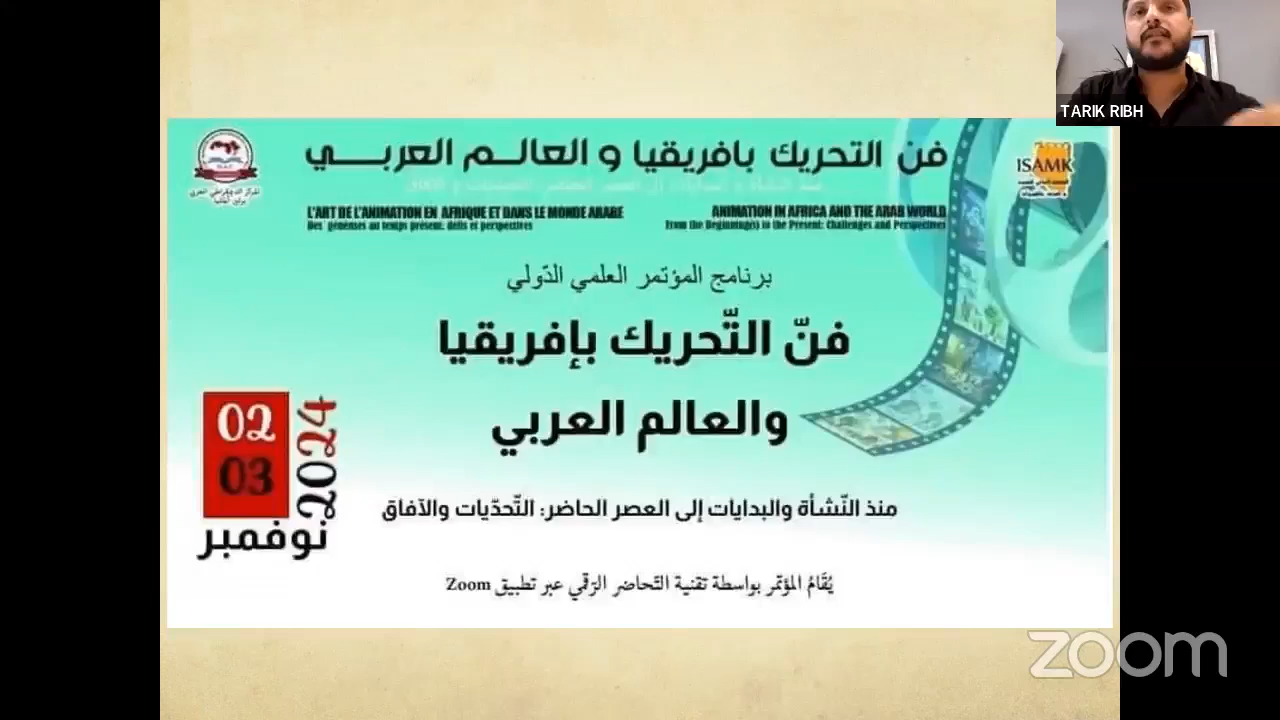 TARIK RIBH
فن التحريك بافريقيا و العالم العربي
L'ART DE L'ANIMATION EN AFRIQUE ET DANS LE MONDE ARABE
ANIMATION IN AFRICA AND THE ARAB WORLD
From the Beginning(s) to the Present: Challenges and Perspectives
ISAMK
برنامج المؤتمر العلمي الدّولي
فنّ التّحريك بإفريقيا
والعالم العربي
02
03
2024
نوفمبر
منذ النّشأة والبدايات إلى العصر الحاضر: التّحدّيات والآفاق
يُقَامُ المؤتمر بواسطة تقنية التّحاضر الرّقمي عبر تطبيق Zoom
zoom